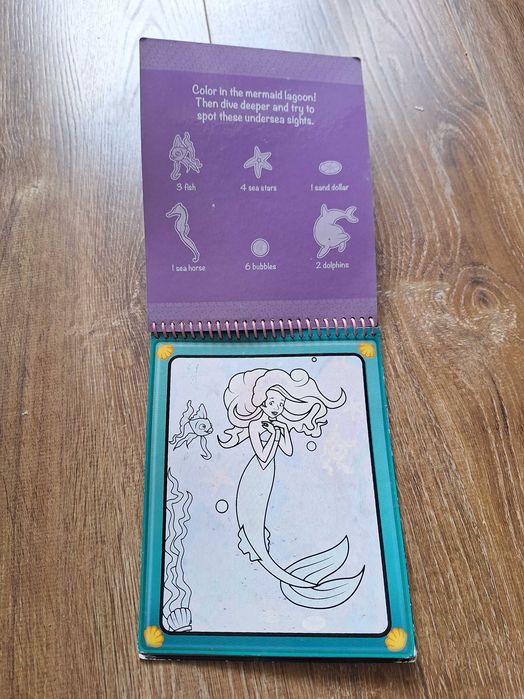 Color in the mermaid lagoon!
Then dive deeper and try to
spot these undersea sights.
3 fish
4 sea stars
1 sand dollar
1 sea horse
6 bubbles
2 dolphins